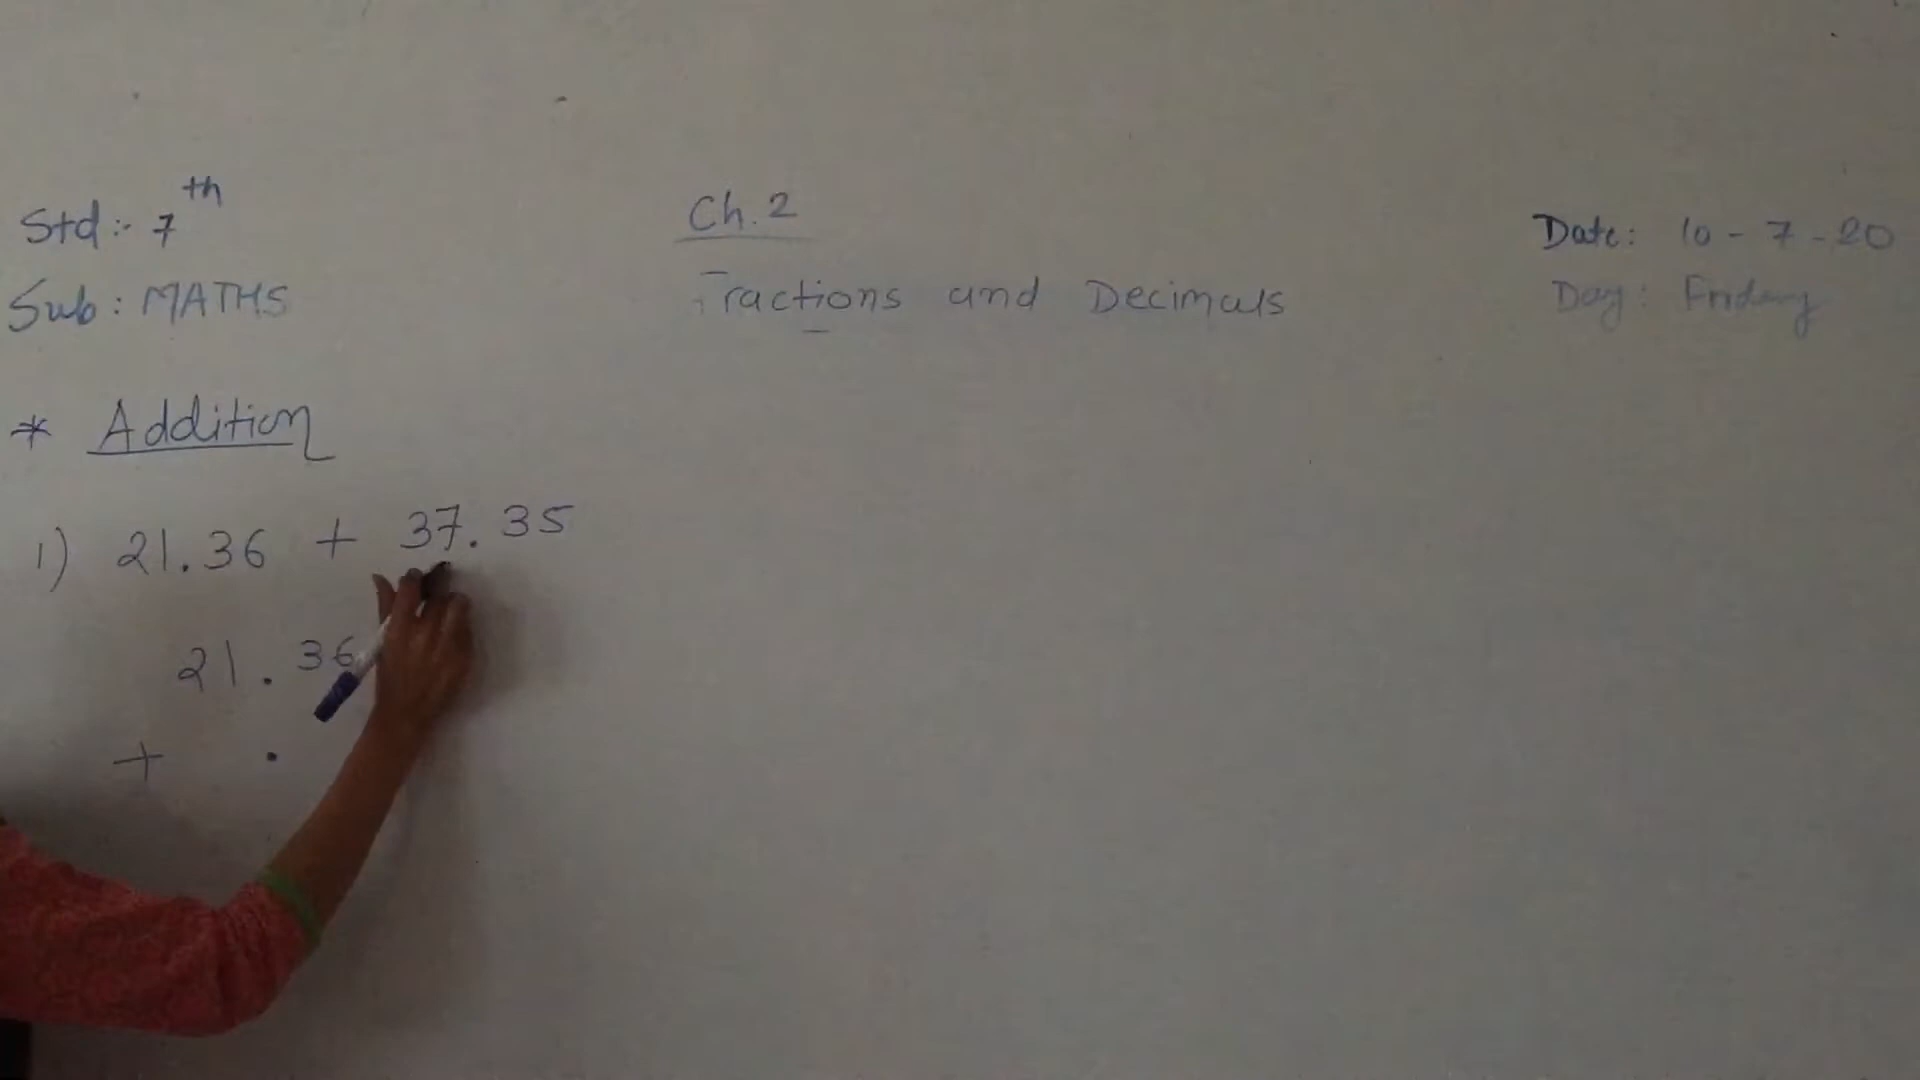 Std:- 7th
Sub: MATHS
Ch. 2
Fractions and Decimals
Date: 10-7-20
Day: Friday
* Addition
1) 21.36 + 37.35
21.36
+ .